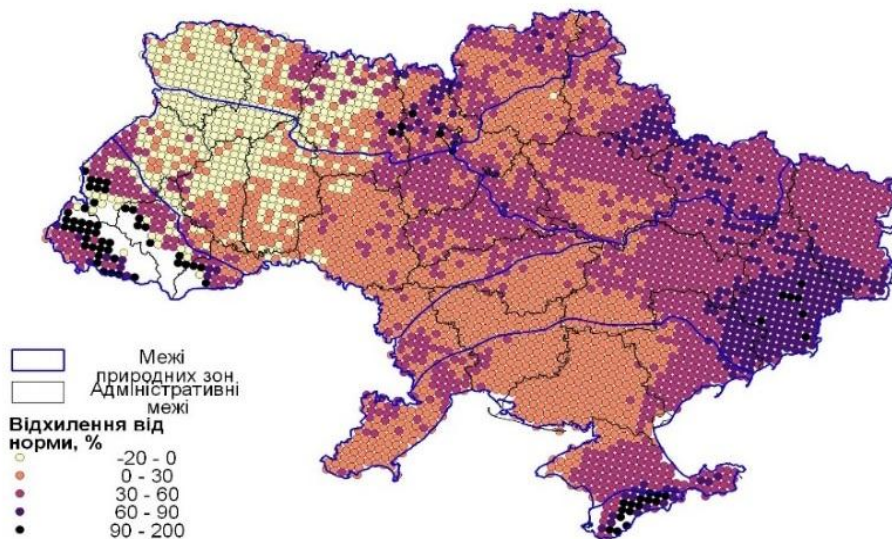 Межі
природних зон
Адміністративні
межі
Відхилення від
норми, %
-20 - 0
0 - 30
30 - 60
60 - 90
90 - 200